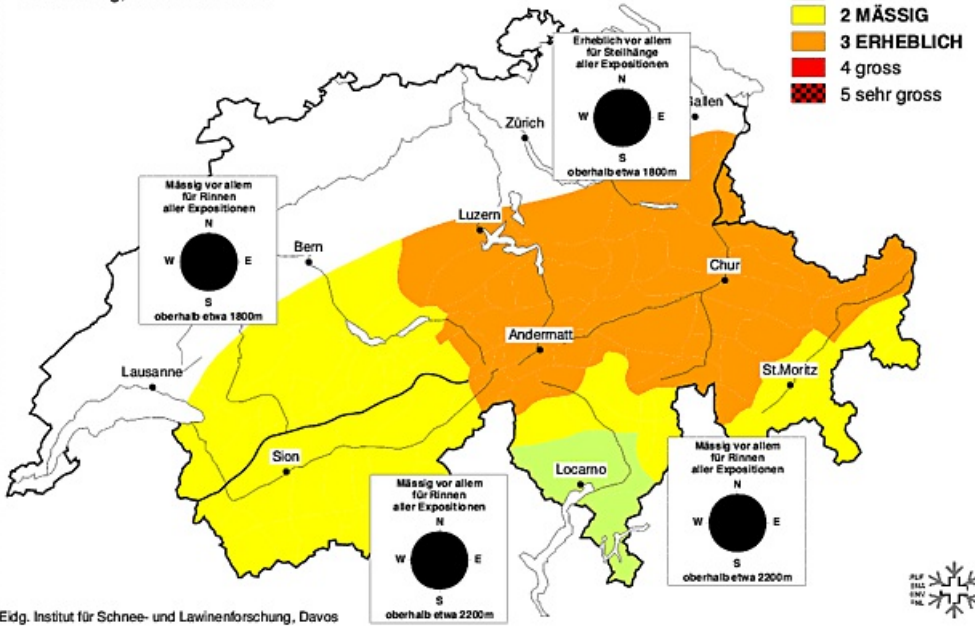 2 MÄSSIG
3 ERHEBLICH
4 gross
5 sehr gross
Erheblich vor allem
für Steilhänge
aller Expositionen
N
W
E
S
oberhalb etwa 1800m
Zürich
Mässig vor allem
für Rinnen
aller Expositionen
N
W
E
S
oberhalb etwa 1800m
Luzern
Bern
Chur
Andermatt
Lausanne
St.Moritz
Sion
Locarno
Mässig vor allem
für Rinnen
aller Expositionen
N
W
E
S
oberhalb etwa 2200m
Mässig vor allem
für Rinnen
aller Expositionen
N
W
E
S
oberhalb etwa 2200m
Eidg. Institut für Schnee- und Lawinenforschung, Davos